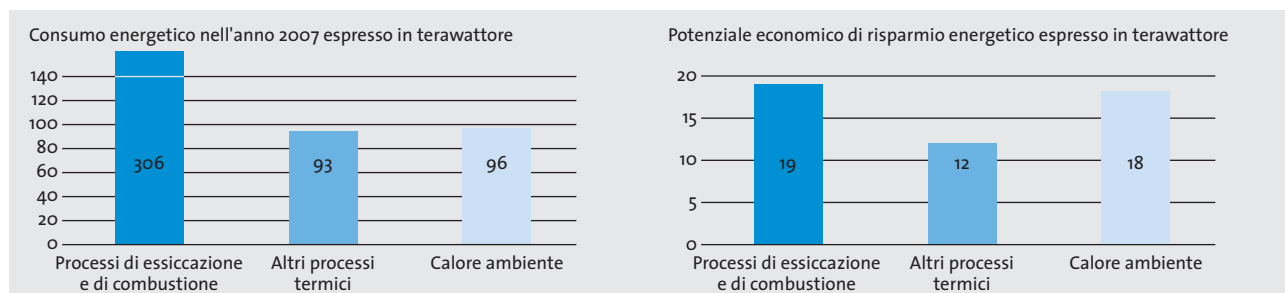 Consumo energetico nell'anno 2007 espresso in terawattore
140
120
100
80
60
40
20
0
306
93
96
Processi di essiccazione
e di combustione
Altri processi
termici
Calore ambiente
Potenziale economico di risparmio energetico espresso in terawattore
20
15
10
5
0
19
12
18
Processi di essiccazione
e di combustione
Altri processi
termici
Calore ambiente